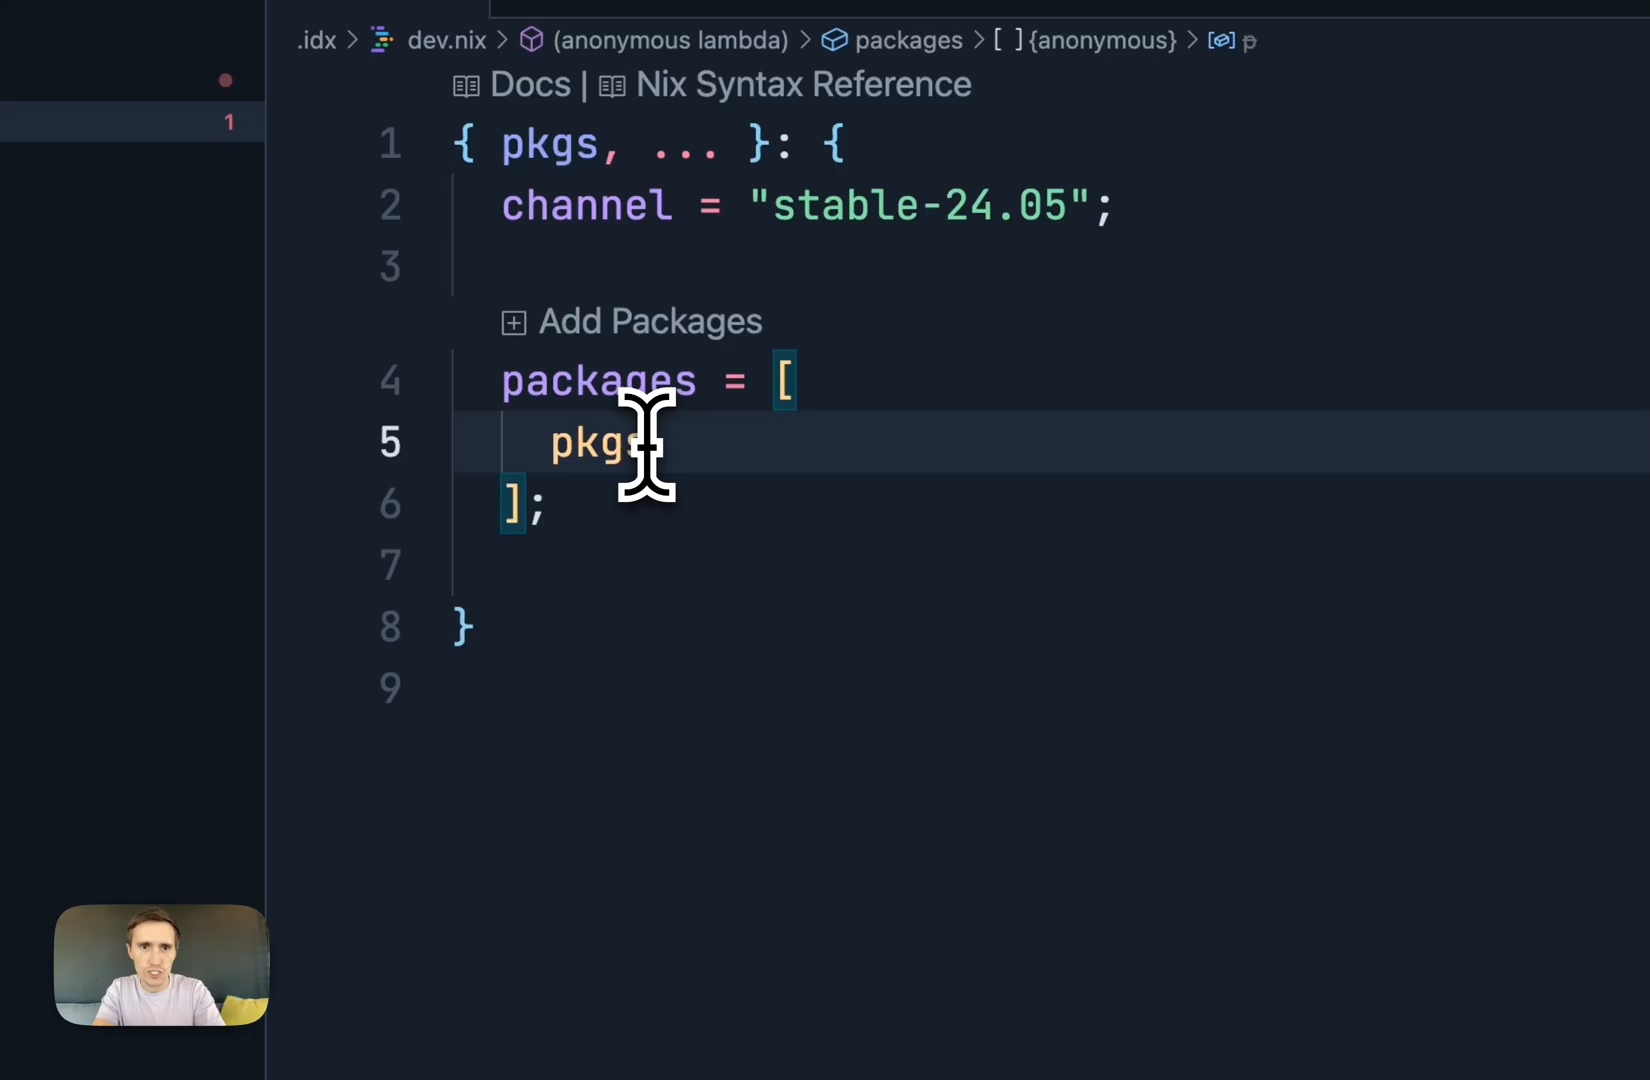 .idx > dev.nix > (anonymous lambda) > packages > [ ] {anonymous} > p
Docs | Nix Syntax Reference
1 { pkgs, ... }: {
2 channel = "stable-24.05";
3
Add Packages
4 packages = [
5 pkgs
6 ];
7
8 }
9
1